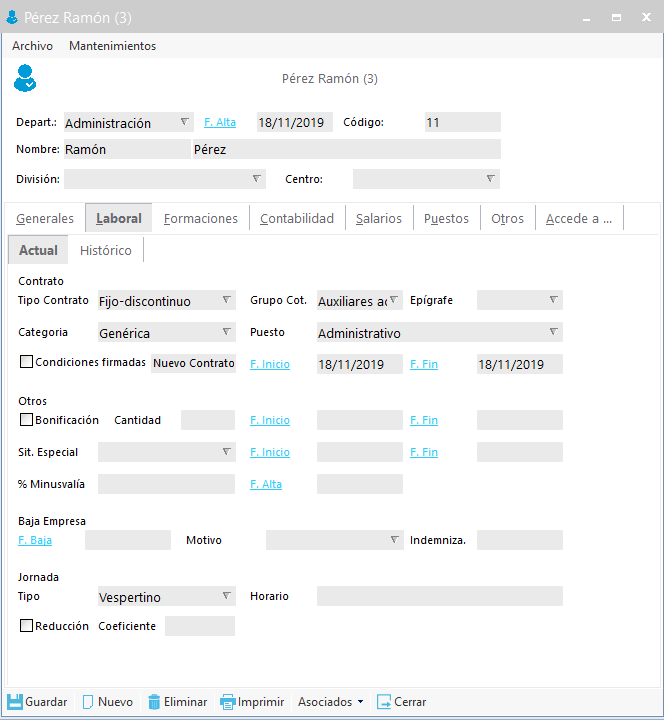 Pérez Ramón (3)
Archivo Mantenimientos
Pérez Ramón (3)
Depart.: Administración F. Alta 18/11/2019 Código: 11
Nombre: Ramón Pérez
División: Centro:
Generales Laboral Formaciones Contabilidad Salarios Puestos Otros Accede a ...
Actual Histórico
Contrato
Tipo Contrato Fijo-discontinuo Grupo Cot. Auxiliares ac Epígrafe
Categoria Genérica Puesto Administrativo
Condiciones firmadas Nuevo Contrato F. Inicio 18/11/2019 F. Fin 18/11/2019
Otros
Bonificación Cantidad F. Inicio F. Fin
Sit. Especial F. Inicio F. Fin
% Minusvalía F. Alta
Baja Empresa
F. Baja Motivo Indemniza.
Jornada
Tipo Vespertino Horario
Reducción Coeficiente
Guardar Nuevo Eliminar Imprimir Asociados Cerrar